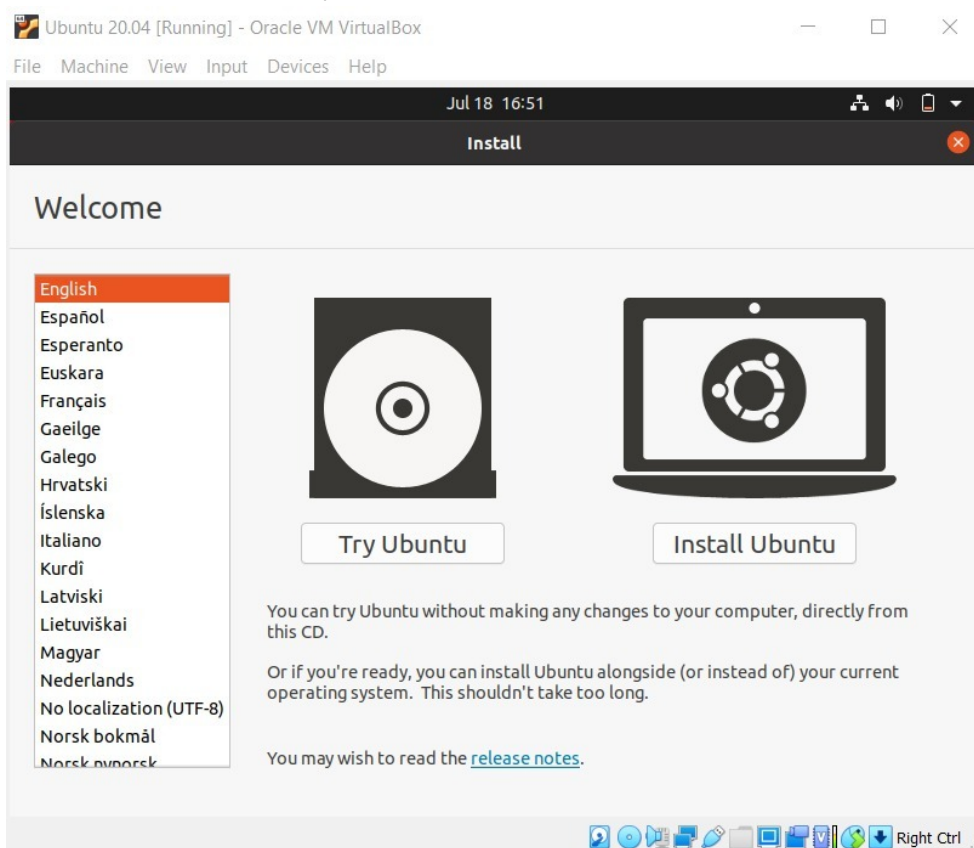 Ubuntu 20.04 [Running] - Oracle VM VirtualBox
File Machine View Input Devices Help
Jul 18 16:51
Install
Welcome
English
Español
Esperanto
Euskara
Français
Gaeilge
Galego
Hrvatski
Íslenska
Italiano
Kurdî
Latviski
Lietuviškai
Magyar
Nederlands
No localization (UTF-8)
Norsk bokmål
Norsk nynorsk
Try Ubuntu
Install Ubuntu
You can try Ubuntu without making any changes to your computer, directly from
this CD.
Or if you're ready, you can install Ubuntu alongside (or instead of) your current
operating system. This shouldn't take too long.
You may wish to read the release notes.
Right Ctrl